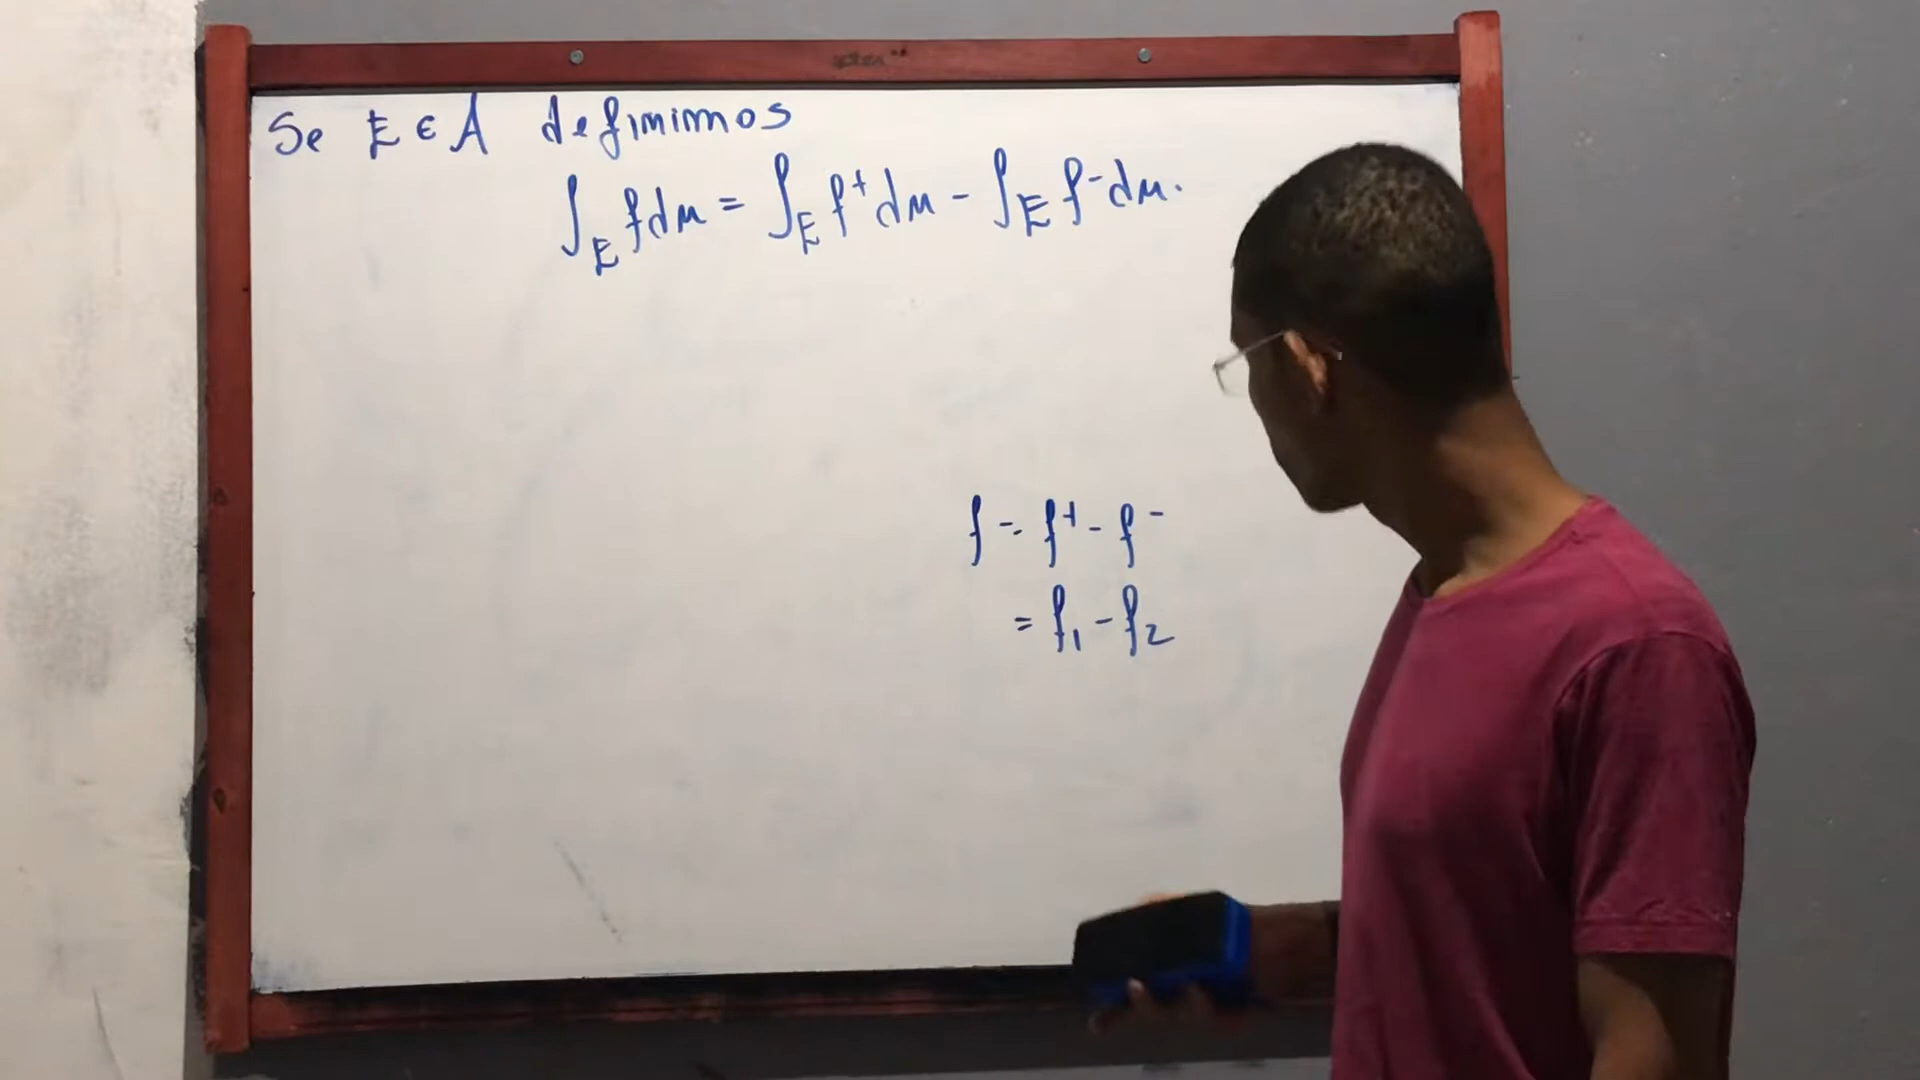 Se E ∈ A definimos
∫_E f dμ = ∫_E f⁺ dμ - ∫_E f⁻ dμ.
f = f⁺ - f⁻
= f₁ - f₂